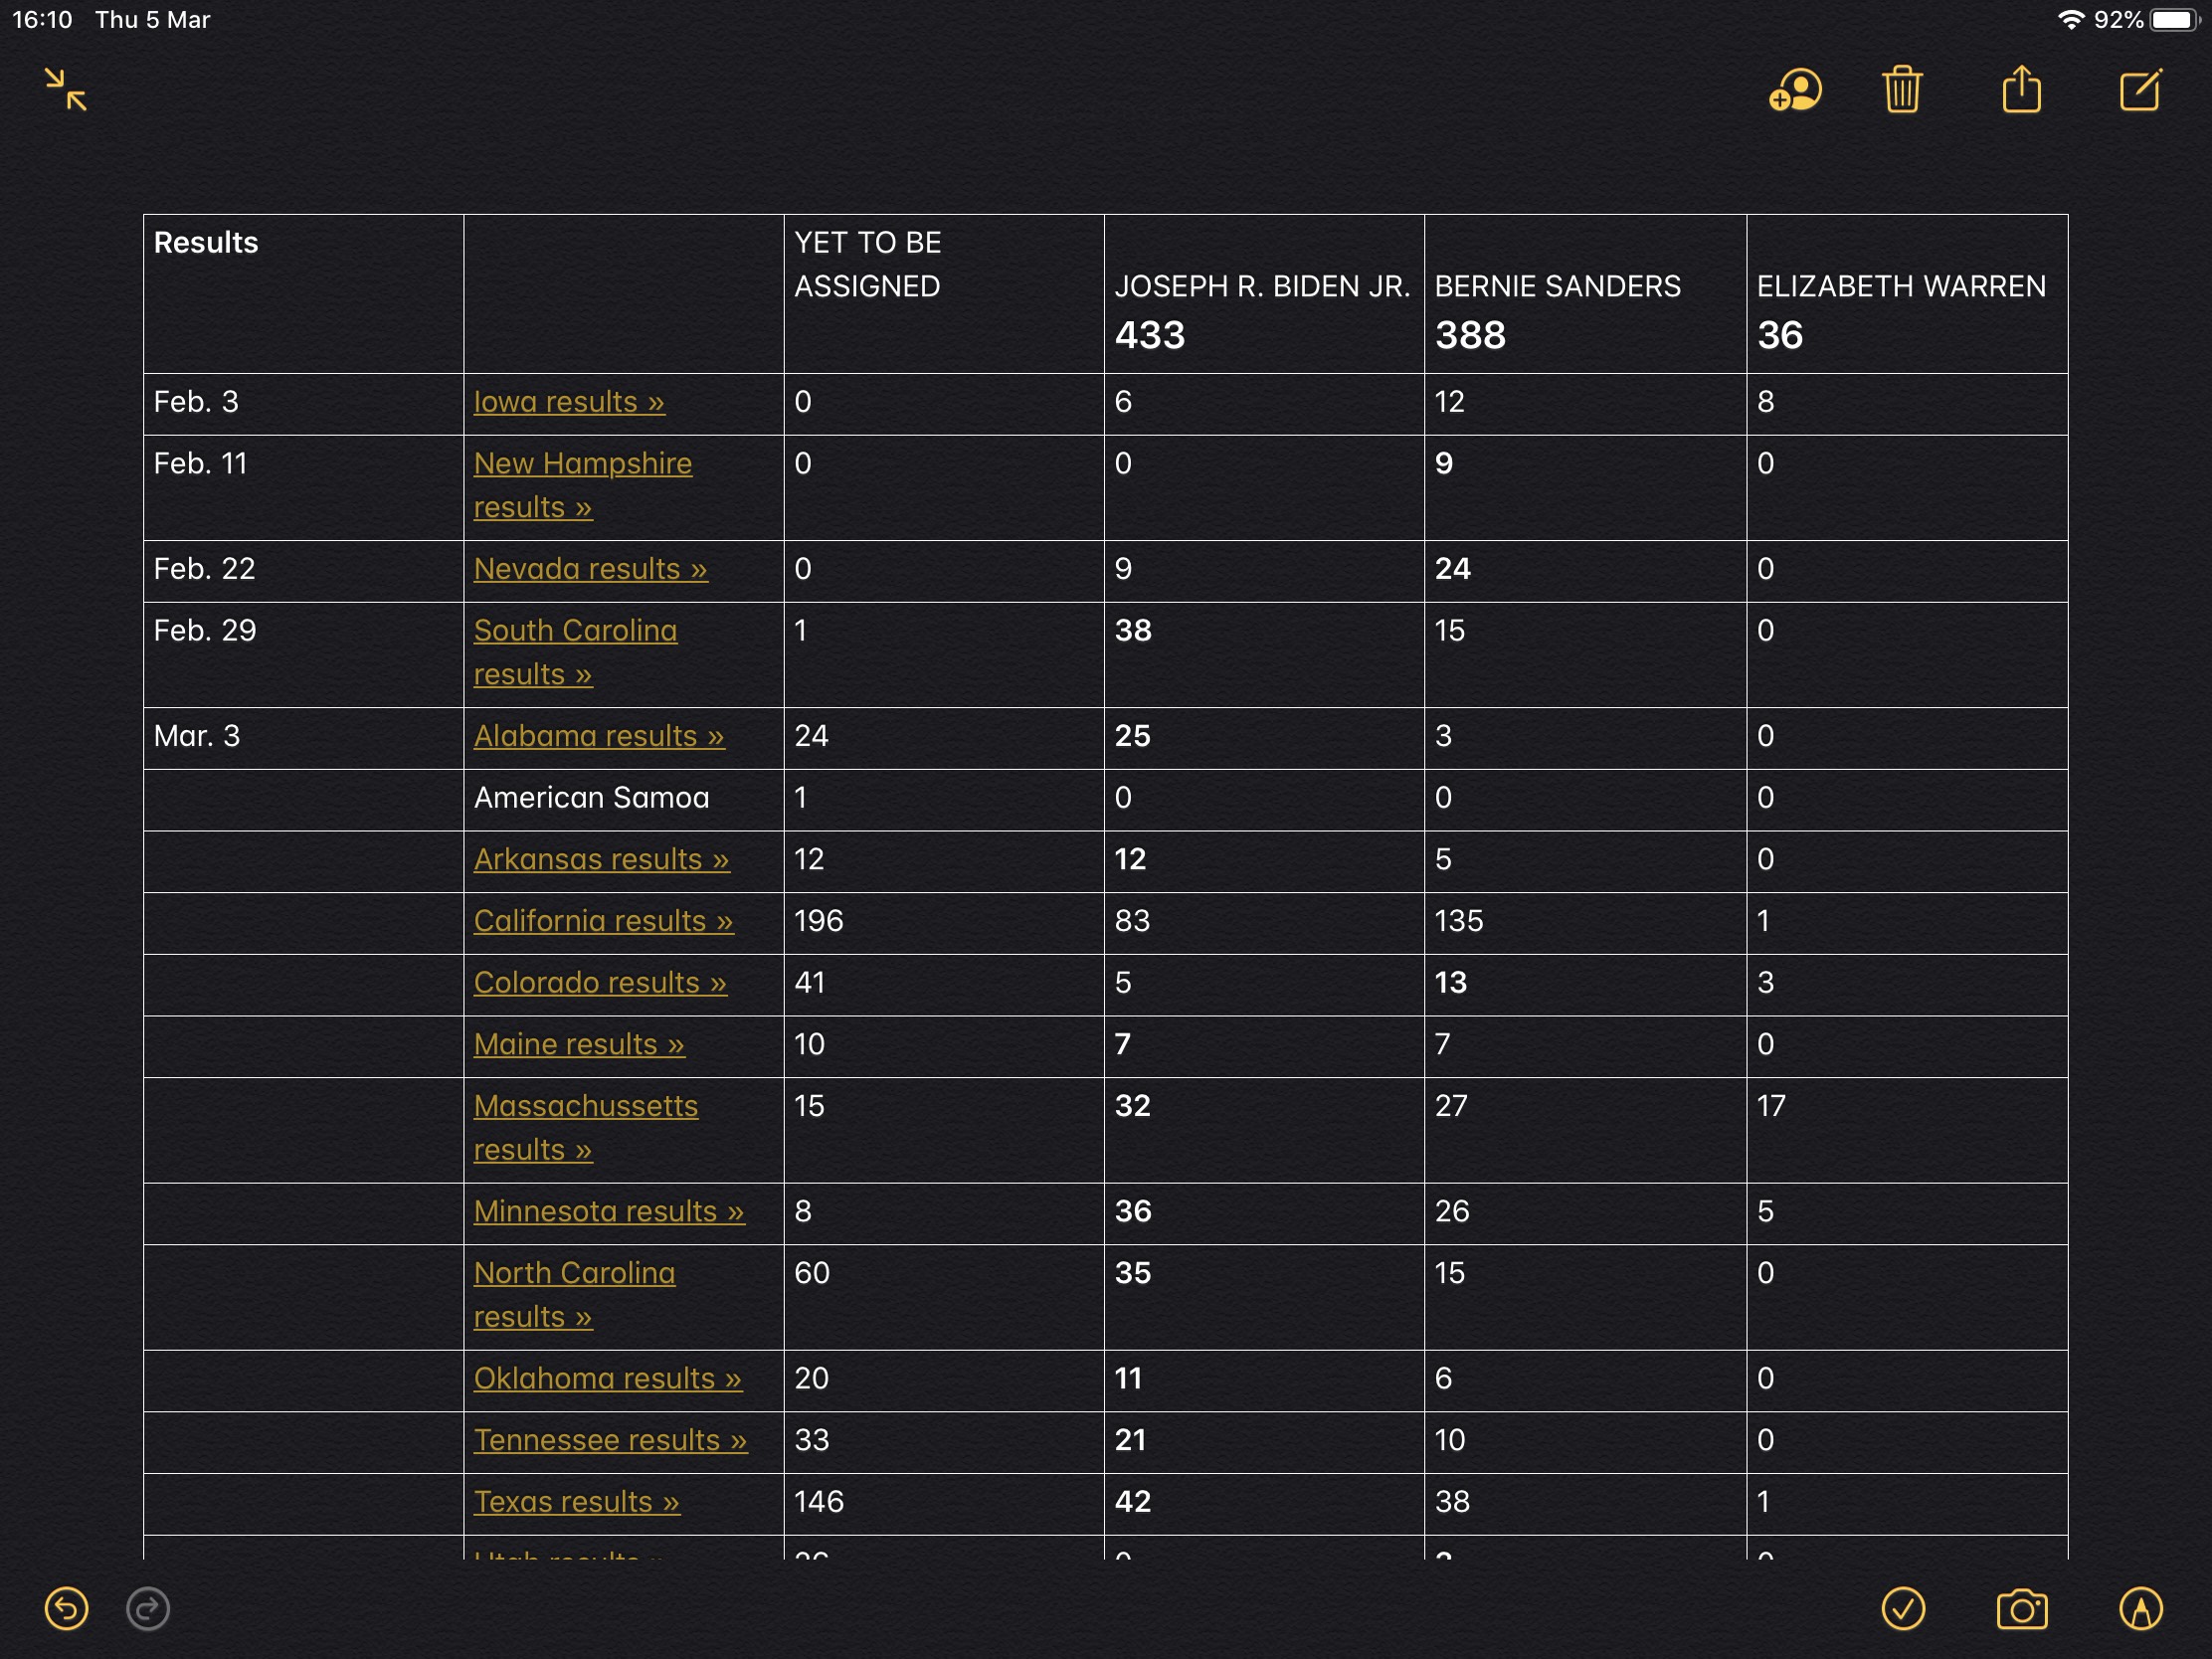 16:10 Thu 5 Mar 92%
Results YET TO BE
ASSIGNED JOSEPH R. BIDEN JR. BERNIE SANDERS ELIZABETH WARREN
433 388 36
Feb. 3 Iowa results » 0 6 12 8
Feb. 11 New Hampshire 0 0 9 0
results »
Feb. 22 Nevada results » 0 9 24 0
Feb. 29 South Carolina 1 38 15 0
results »
Mar. 3 Alabama results » 24 25 3 0
American Samoa 1 0 0 0
Arkansas results » 12 12 5 0
California results » 196 83 135 1
Colorado results » 41 5 13 3
Maine results » 10 7 7 0
Massachussetts 15 32 27 17
results »
Minnesota results » 8 36 26 5
North Carolina 60 35 15 0
results »
Oklahoma results » 20 11 6 0
Tennessee results » 33 21 10 0
Texas results » 146 42 38 1
Utah results »